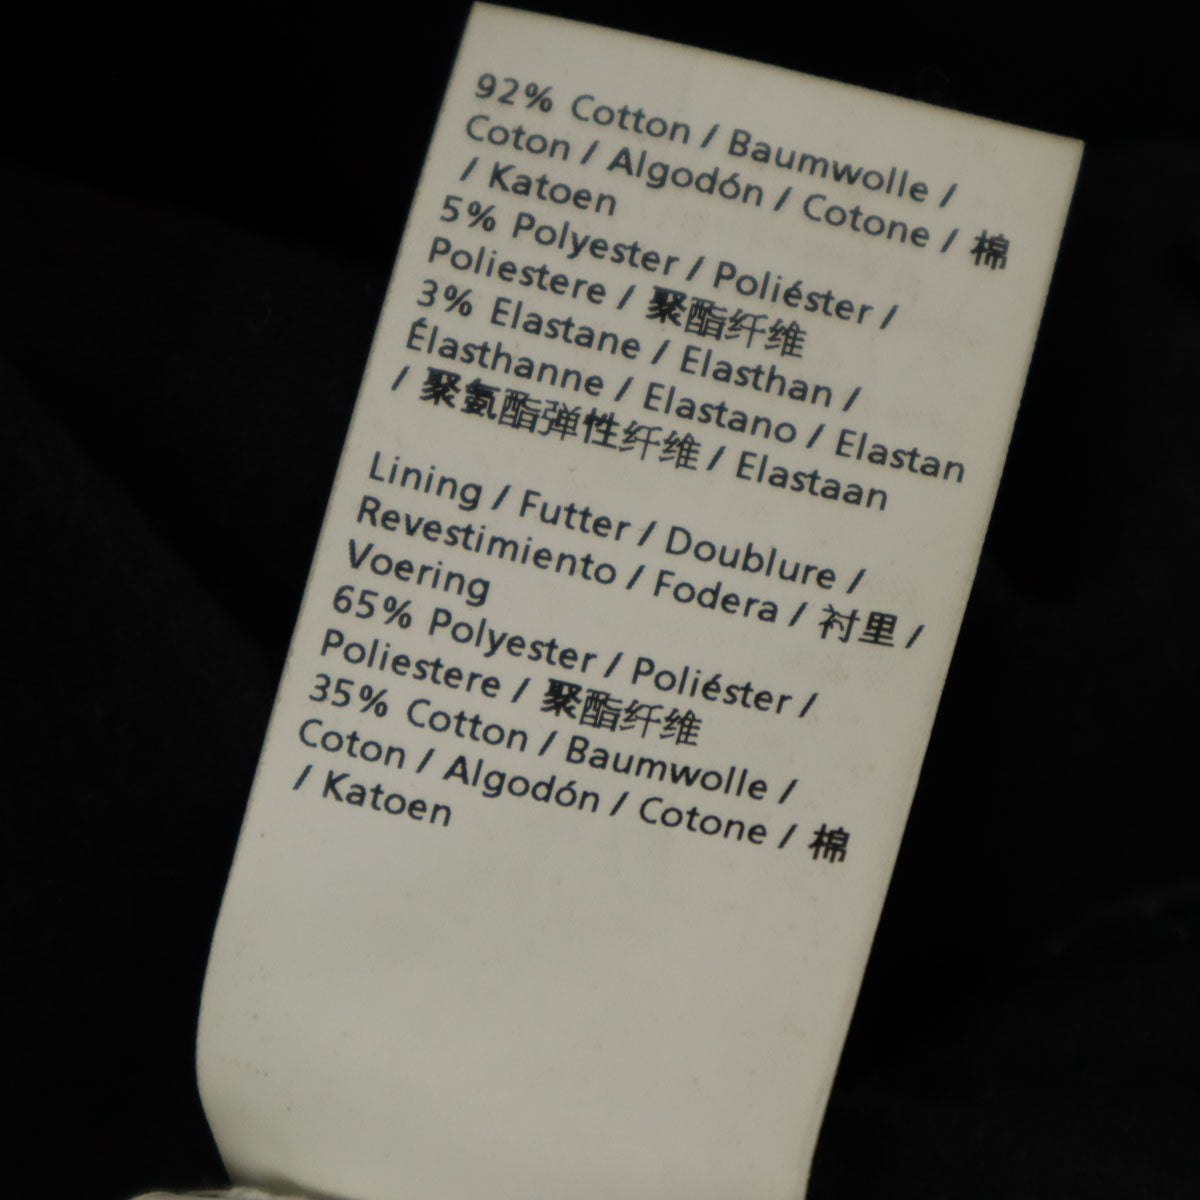 92% Cotton / Baumwolle /
Coton / Algodón / Cotone / 棉
/ Katoen
5% Polyester / Poliéster /
Poliestere / 聚酯纤维
3% Elastane / Elasthan /
Élasthanne / Elastano / Elastan
/ 聚氨酯弹性纤维 / Elastaan
Lining / Futter / Doublure /
Revestimiento / Fodera / 衬里 /
Voering
65% Polyester / Poliéster /
Poliestere / 聚酯纤维
35% Cotton / Baumwolle /
Coton / Algodón / Cotone / 棉
/ Katoen